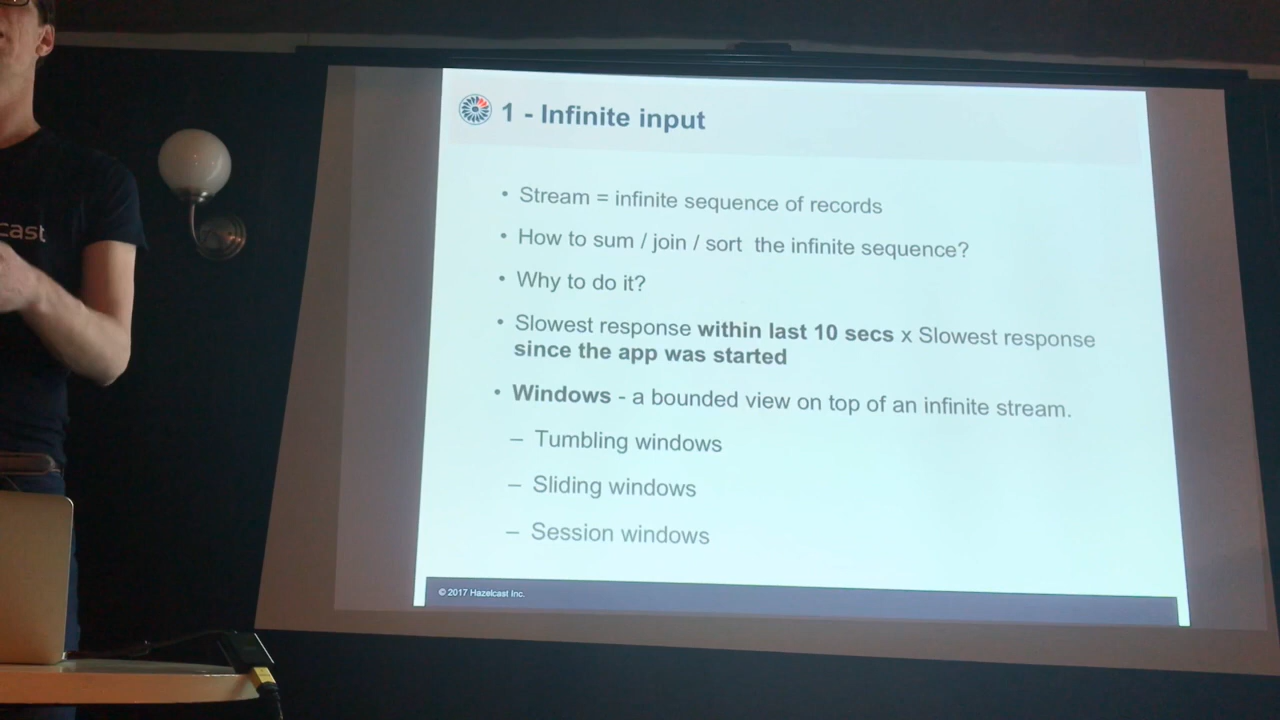 1 - Infinite input
• Stream = infinite sequence of records
• How to sum / join / sort the infinite sequence?
• Why to do it?
• Slowest response within last 10 secs x Slowest response
since the app was started
• Windows - a bounded view on top of an infinite stream.
– Tumbling windows
– Sliding windows
– Session windows
© 2017 Hazelcast Inc.
cast